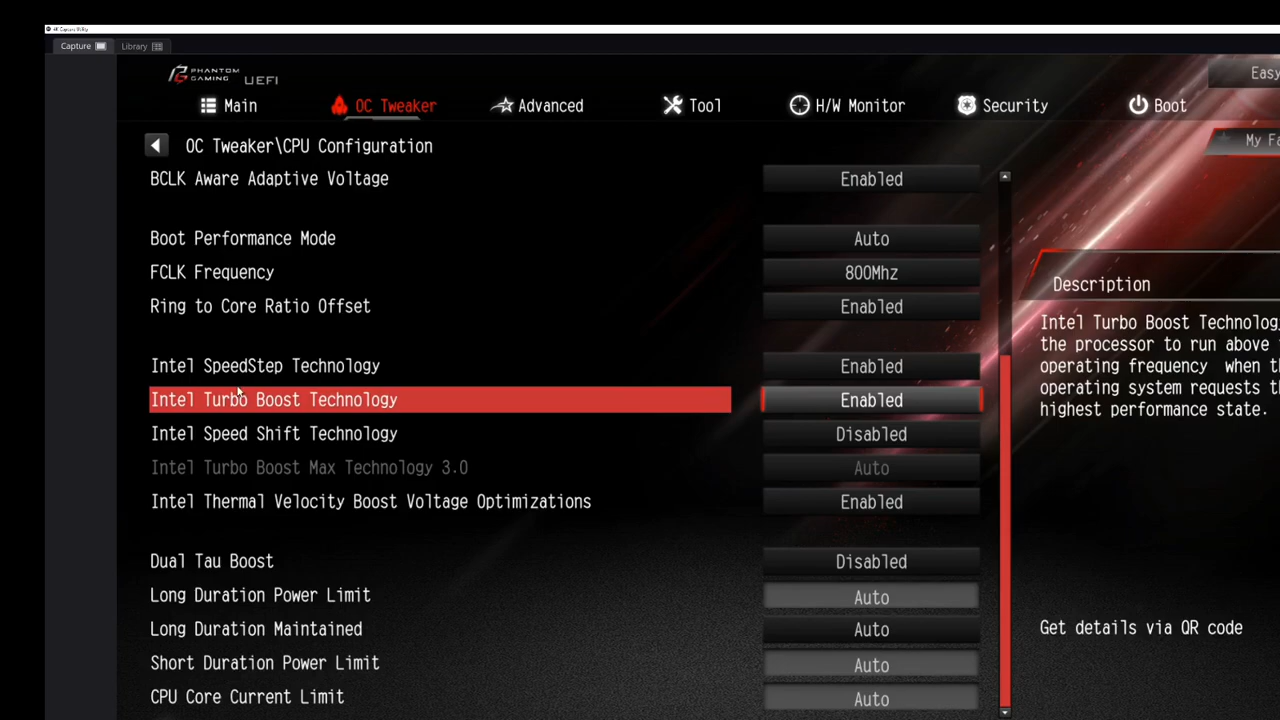 4K Capture Utility
Capture
Library
PHANTOM GAMING UEFI
Easy
Main
OC Tweaker
Advanced
Tool
H/W Monitor
Security
Boot
My Fa
OC Tweaker\CPU Configuration
BCLK Aware Adaptive Voltage Enabled
Boot Performance Mode Auto
FCLK Frequency 800Mhz
Ring to Core Ratio Offset Enabled
Intel SpeedStep Technology Enabled
Intel Turbo Boost Technology Enabled
Intel Speed Shift Technology Disabled
Intel Turbo Boost Max Technology 3.0 Auto
Intel Thermal Velocity Boost Voltage Optimizations Enabled
Dual Tau Boost Disabled
Long Duration Power Limit Auto
Long Duration Maintained Auto
Short Duration Power Limit Auto
CPU Core Current Limit Auto
Description
Intel Turbo Boost Technology
the processor to run above
operating frequency when th
operating system requests th
highest performance state.
Get details via QR code